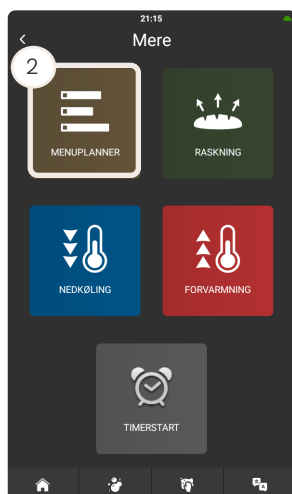 21:15
Mere
2
MENUPLANNER
RASKNING
NEDKØLING
FORVARMNING
TIMERSTART